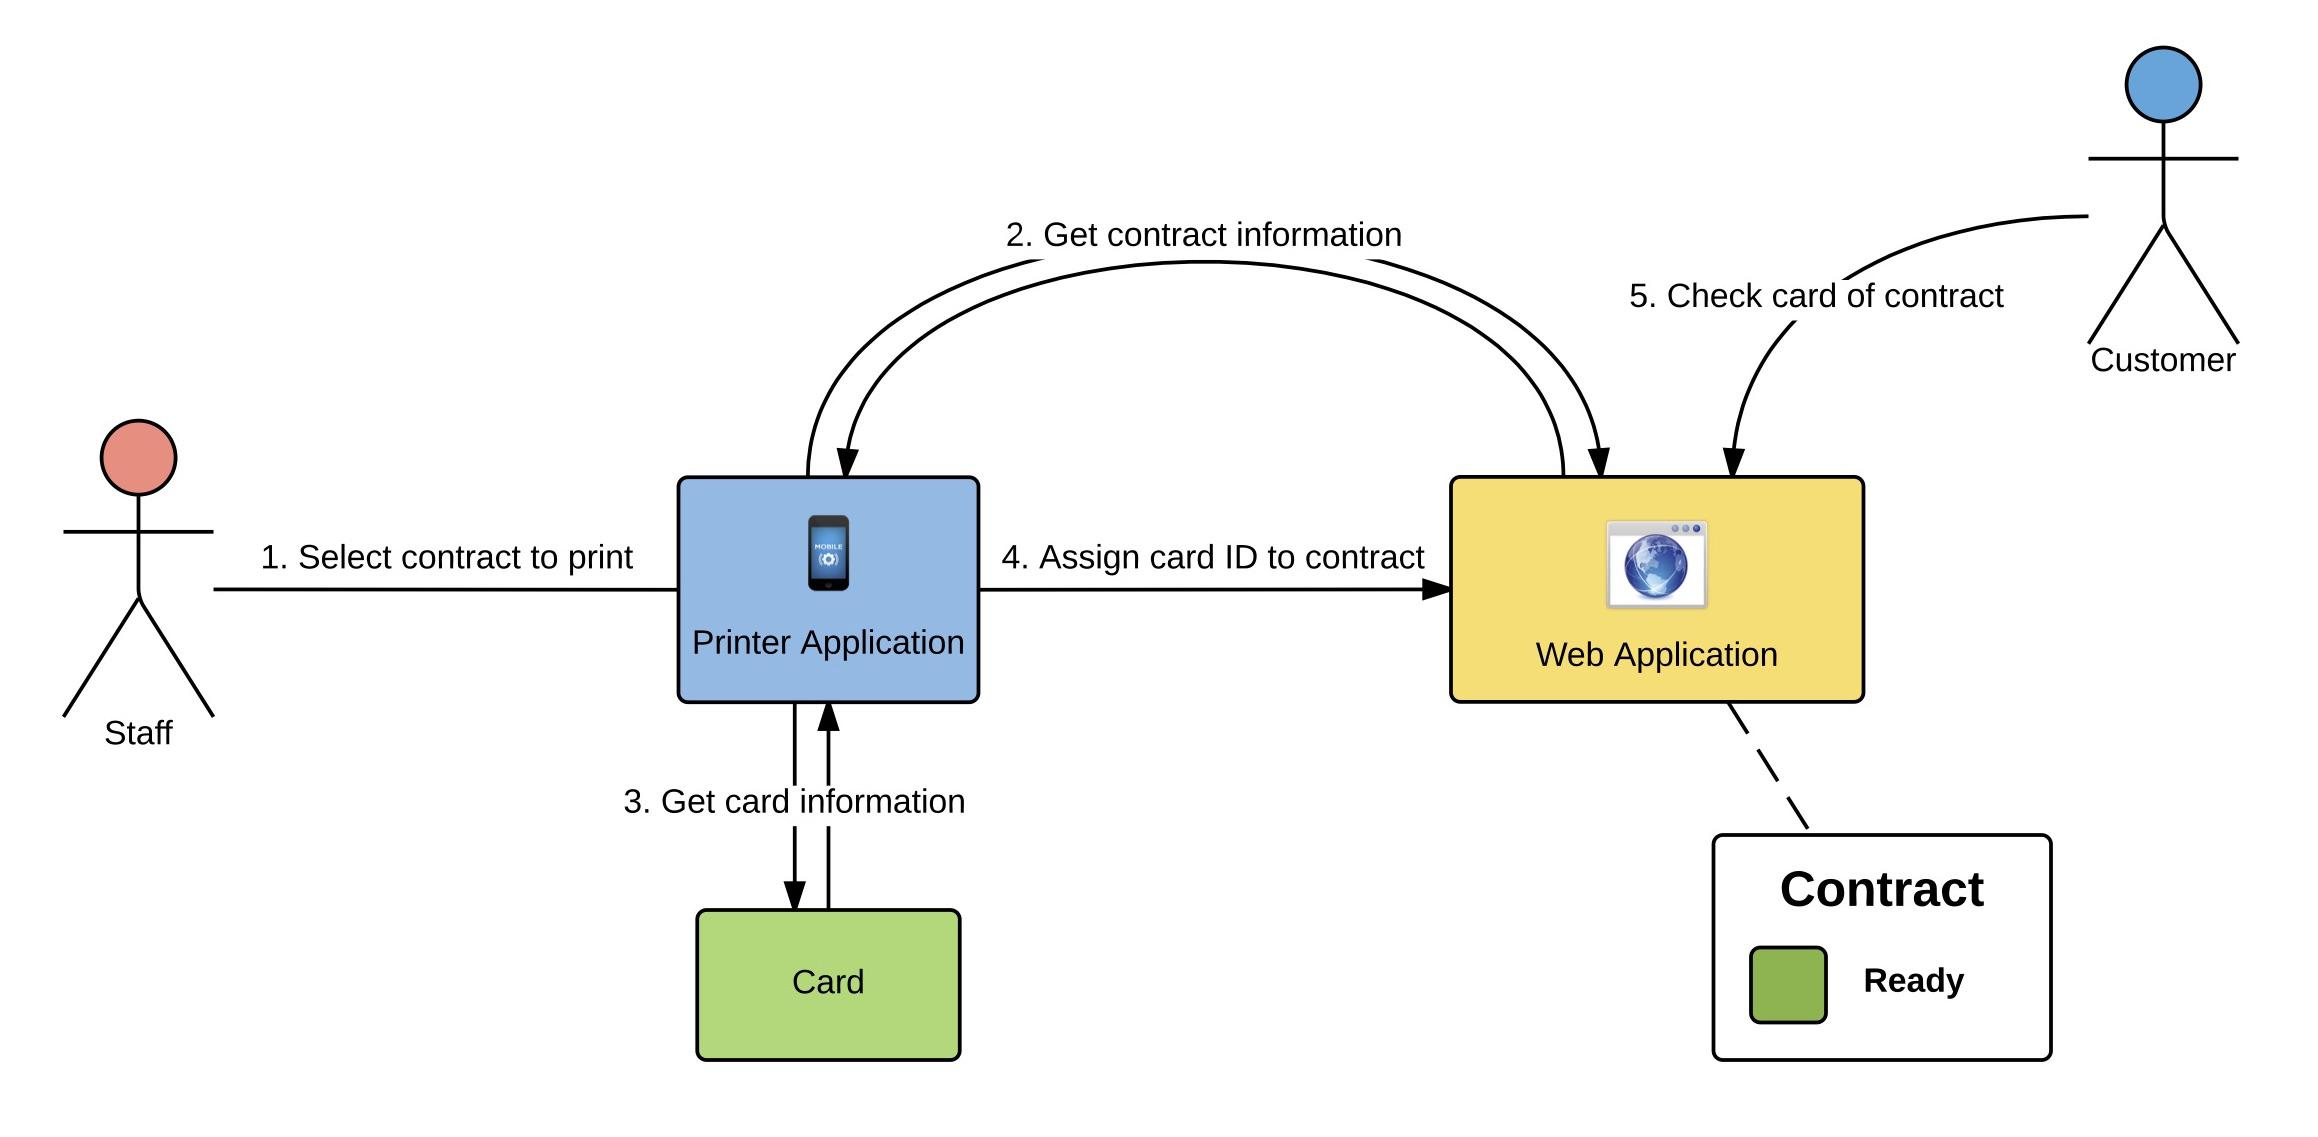 2. Get contract information
5. Check card of contract
Customer
1. Select contract to print
MOBILE
Printer Application
4. Assign card ID to contract
Web Application
Staff
3. Get card information
Card
Contract
Ready